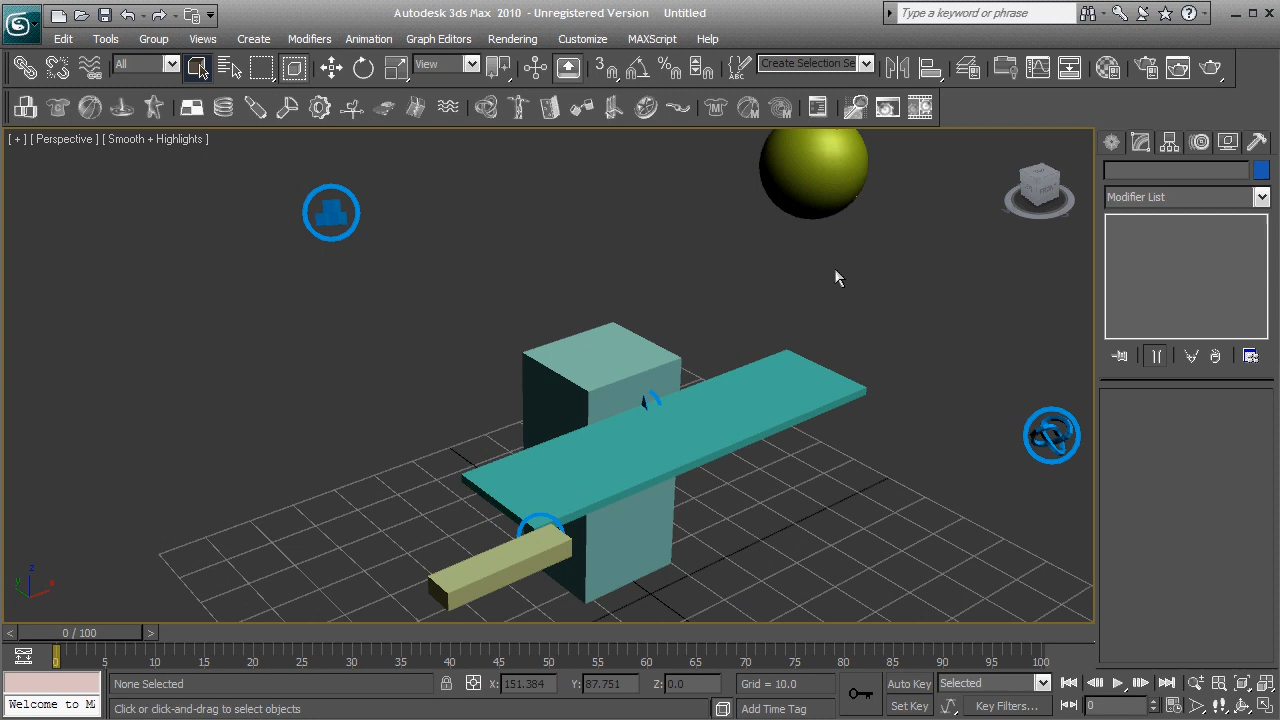 Autodesk 3ds Max 2010 - Unregistered Version Untitled
Type a keyword or phrase
Edit Tools Group Views Create Modifiers Animation Graph Editors Rendering Customize MAXScript Help
All View 3 ABC Create Selection Se
M M
[ + ] [ Perspective ] [ Smooth + Highlights ]
Modifier List
z
y x
< 0 / 100 >
0 5 10 15 20 25 30 35 40 45 50 55 60 65 70 75 80 85 90 95 100
None Selected X: 151.384 Y: 87.751 Z: 0.0 Grid = 10.0 Auto Key Selected
Welcome to M Click or click-and-drag to select objects Add Time Tag Set Key Key Filters... 0